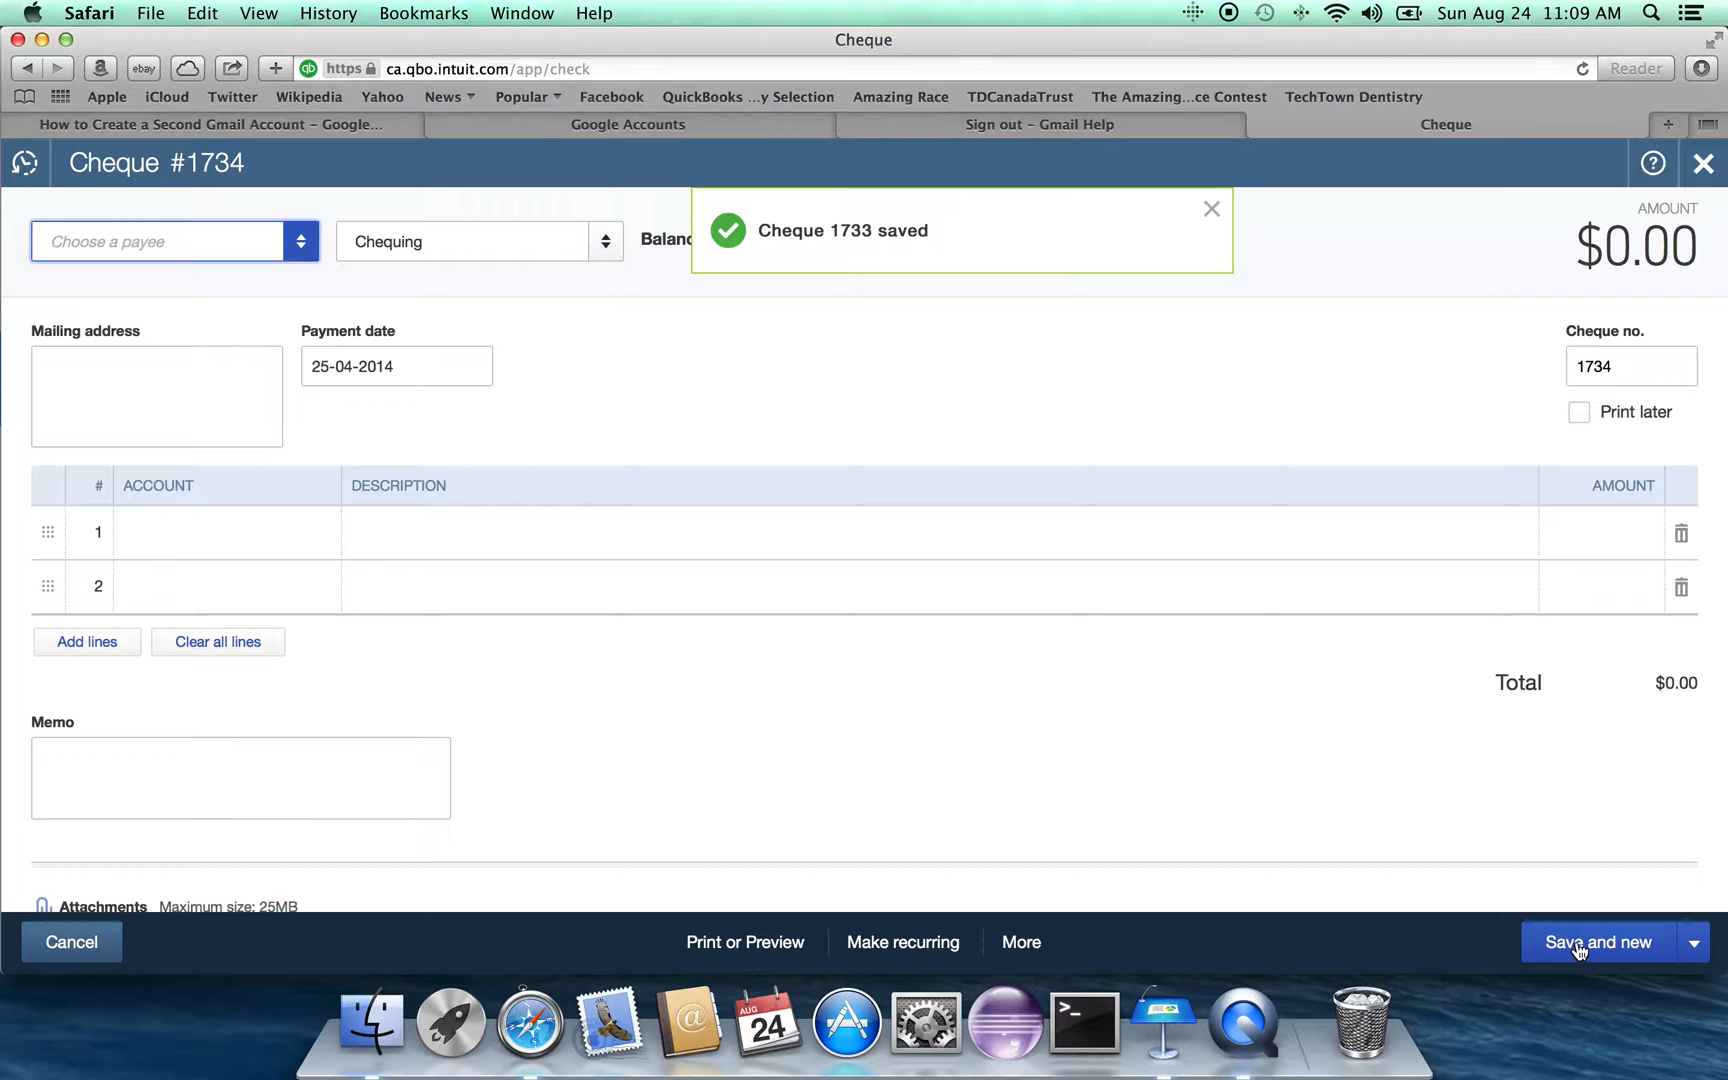 Safari File Edit View History Bookmarks Window Help Sun Aug 24 11:09 AM
Cheque
ebay https ca.qbo.intuit.com/app/check Reader
Apple iCloud Twitter Wikipedia Yahoo News Popular Facebook QuickBooks ...y Selection Amazing Race TDCanadaTrust The Amazing...ce Contest TechTown Dentistry
How to Create a Second Gmail Account – Google... Google Accounts Sign out – Gmail Help Cheque
Cheque #1734
Choose a payee Chequing Balanc
Cheque 1733 saved
AMOUNT
$0.00
Mailing address Payment date Cheque no.
25-04-2014 1734
Print later
# ACCOUNT DESCRIPTION AMOUNT
1
2
Add lines Clear all lines
Total $0.00
Memo
Attachments Maximum size: 25MB
Cancel Print or Preview Make recurring More Save and new
AUG
24